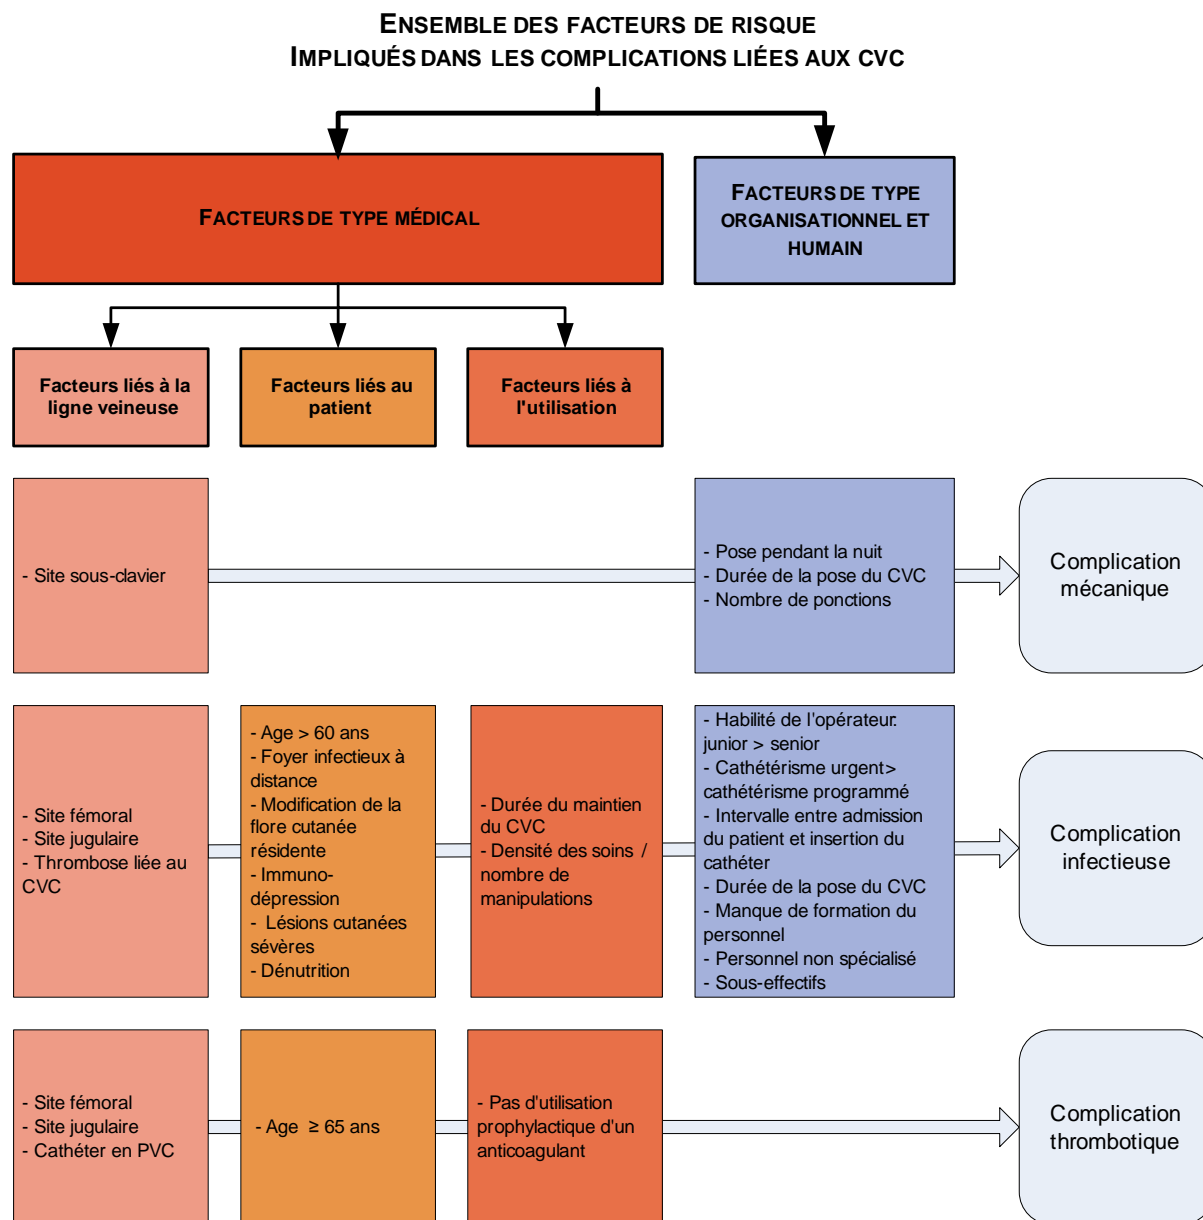 ENSEMBLE DES FACTEURS DE RISQUE
IMPLIQUÉS DANS LES COMPLICATIONS LIÉES AUX CVC
FACTEURS DE TYPE MÉDICAL
FACTEURS DE TYPE
ORGANISATIONNEL ET
HUMAIN
Facteurs liés à la
ligne veineuse
Facteurs liés au
patient
Facteurs liés à
l'utilisation
- Site sous-clavier
- Pose pendant la nuit
- Durée de la pose du CVC
- Nombre de ponctions
Complication
mécanique
- Site fémoral
- Site jugulaire
- Thrombose liée au
CVC
- Age > 60 ans
- Foyer infectieux à
distance
- Modification de la
flore cutanée
résidente
- Immuno-
dépression
- Lésions cutanées
sévères
- Dénutrition
- Durée du maintien
du CVC
- Densité des soins /
nombre de
manipulations
- Habilité de l'opérateur:
junior > senior
- Cathétérisme urgent>
cathétérisme programmé
- Intervalle entre admission
du patient et insertion du
cathéter
- Durée de la pose du CVC
- Manque de formation du
personnel
- Personnel non spécialisé
- Sous-effectifs
Complication
infectieuse
- Site fémoral
- Site jugulaire
- Cathéter en PVC
- Age ≥ 65 ans
- Pas d'utilisation
prophylactique d'un
anticoagulant
Complication
thrombotique